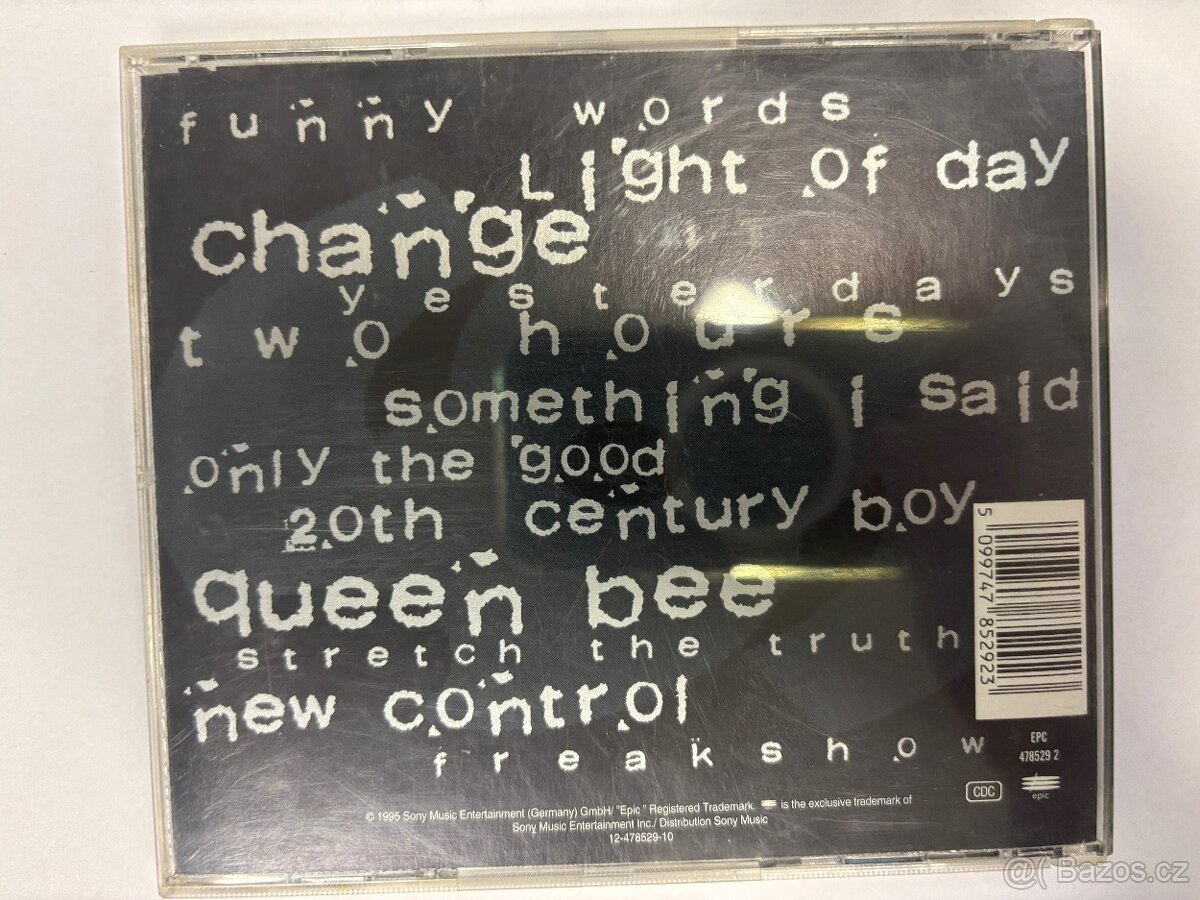 funny words
Light of day
change
yesterdays
two hours
something i said
only the good
20th century boy
queen bee
stretch the truth
new control
freakshow
5 099747 852923
EPC
478529 2
CDC
epic
© 1995 Sony Music Entertainment (Germany) GmbH/ "Epic" Registered Trademark. is the exclusive trademark of
Sony Music Entertainment Inc./ Distribution Sony Music
12-478529-10
@( Bazos.cz